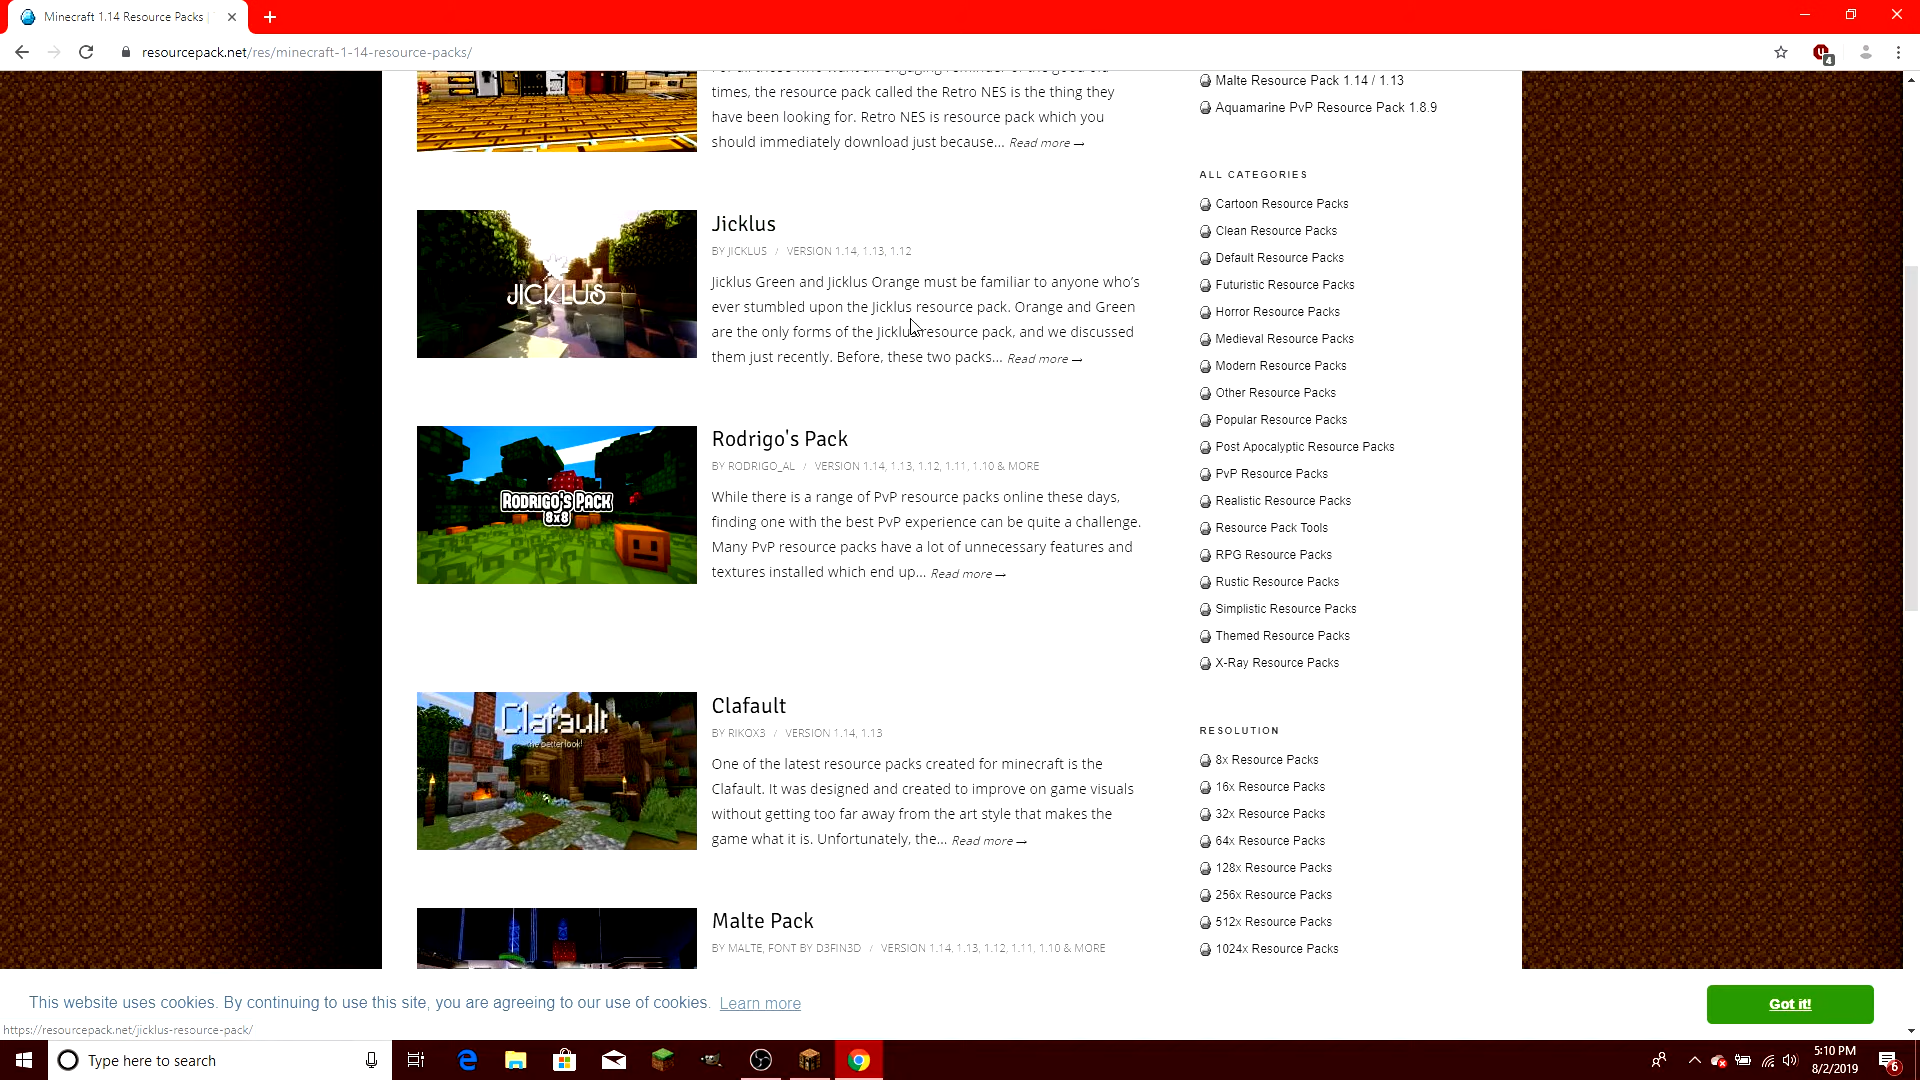 Minecraft 1.14 Resource Packs
resourcepack.net/res/minecraft-1-14-resource-packs/
4
times, the resource pack called the Retro NES is the thing they
have been looking for. Retro NES is resource pack which you
should immediately download just because... Read more →
Jicklus
BY JICKLUS / VERSION 1.14, 1.13, 1.12
Jicklus Green and Jicklus Orange must be familiar to anyone who's
ever stumbled upon the Jicklus resource pack. Orange and Green
are the only forms of the Jicklus resource pack, and we discussed
them just recently. Before, these two packs... Read more →
JICKLUS
Rodrigo's Pack
BY RODRIGO_AL / VERSION 1.14, 1.13, 1.12, 1.11, 1.10 & MORE
While there is a range of PvP resource packs online these days,
finding one with the best PvP experience can be quite a challenge.
Many PvP resource packs have a lot of unnecessary features and
textures installed which end up... Read more →
RODRIGO'S PACK
8x8
Clafault
BY RIKOX3 / VERSION 1.14, 1.13
One of the latest resource packs created for minecraft is the
Clafault. It was designed and created to improve on game visuals
without getting too far away from the art style that makes the
game what it is. Unfortunately, the... Read more →
Clafault
the better look!
Malte Pack
BY MALTE, FONT BY D3FIN3D / VERSION 1.14, 1.13, 1.12, 1.11, 1.10 & MORE
Malte Resource Pack 1.14 / 1.13
Aquamarine PvP Resource Pack 1.8.9
ALL CATEGORIES
Cartoon Resource Packs
Clean Resource Packs
Default Resource Packs
Futuristic Resource Packs
Horror Resource Packs
Medieval Resource Packs
Modern Resource Packs
Other Resource Packs
Popular Resource Packs
Post Apocalyptic Resource Packs
PvP Resource Packs
Realistic Resource Packs
Resource Pack Tools
RPG Resource Packs
Rustic Resource Packs
Simplistic Resource Packs
Themed Resource Packs
X-Ray Resource Packs
RESOLUTION
8x Resource Packs
16x Resource Packs
32x Resource Packs
64x Resource Packs
128x Resource Packs
256x Resource Packs
512x Resource Packs
1024x Resource Packs
This website uses cookies. By continuing to use this site, you are agreeing to our use of cookies. Learn more
Got it!
https://resourcepack.net/jicklus-resource-pack/
Type here to search
5:10 PM
8/2/2019
6